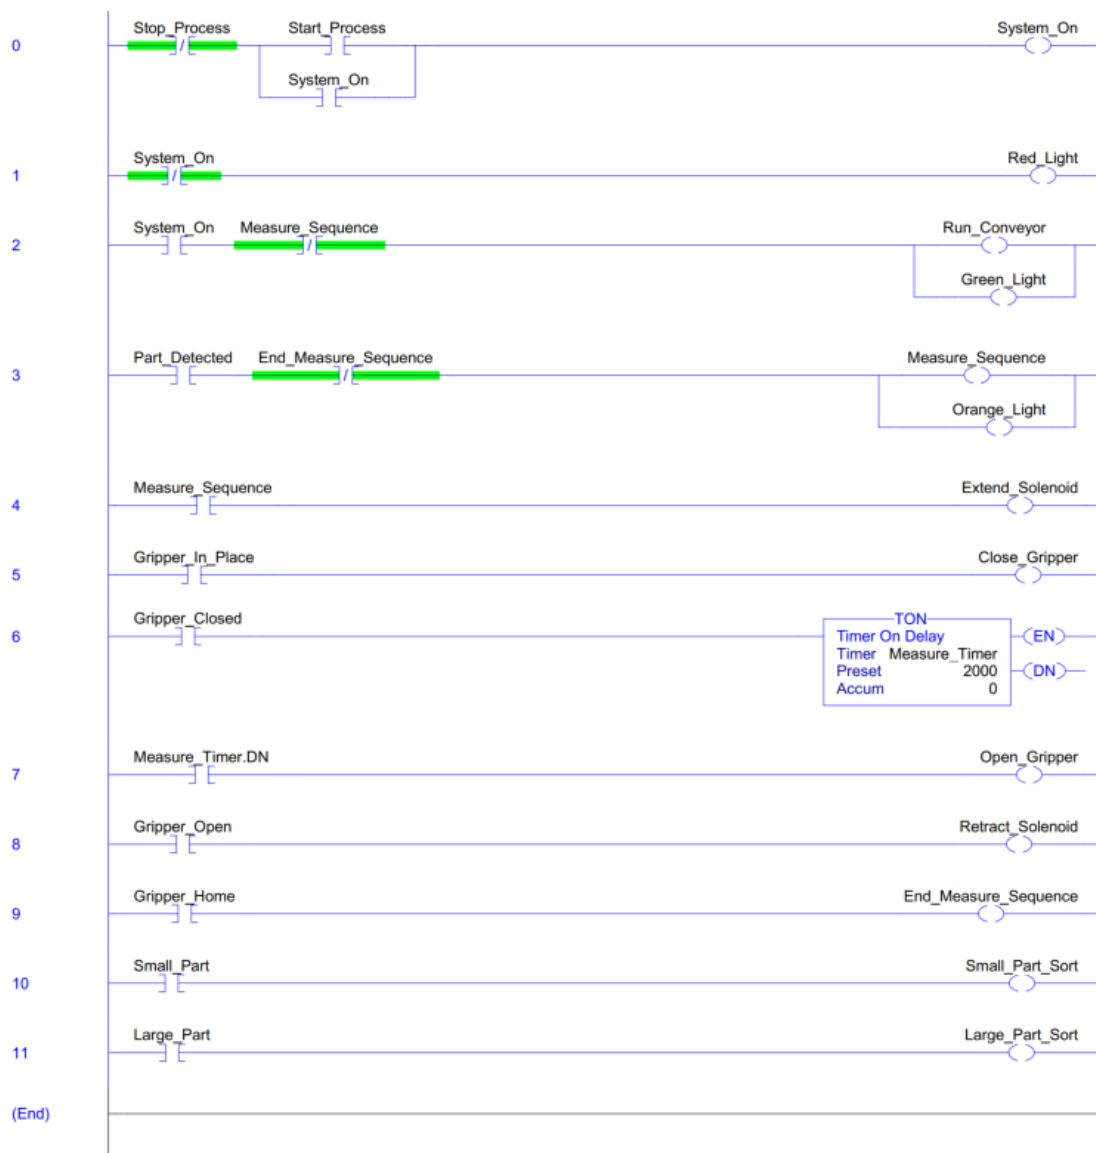 Stop_Process Start_Process System_On
0
System_On
System_On Red_Light
1
System_On Measure_Sequence Run_Conveyor
2
Green_Light
Part_Detected End_Measure_Sequence Measure_Sequence
3
Orange_Light
Measure_Sequence Extend_Solenoid
4
Gripper_In_Place Close_Gripper
5
Gripper_Closed TON
6 Timer On Delay EN
Timer Measure_Timer
Preset 2000 DN
Accum 0
Measure_Timer.DN Open_Gripper
7
Gripper_Open Retract_Solenoid
8
Gripper_Home End_Measure_Sequence
9
Small_Part Small_Part_Sort
10
Large_Part Large_Part_Sort
11
(End)